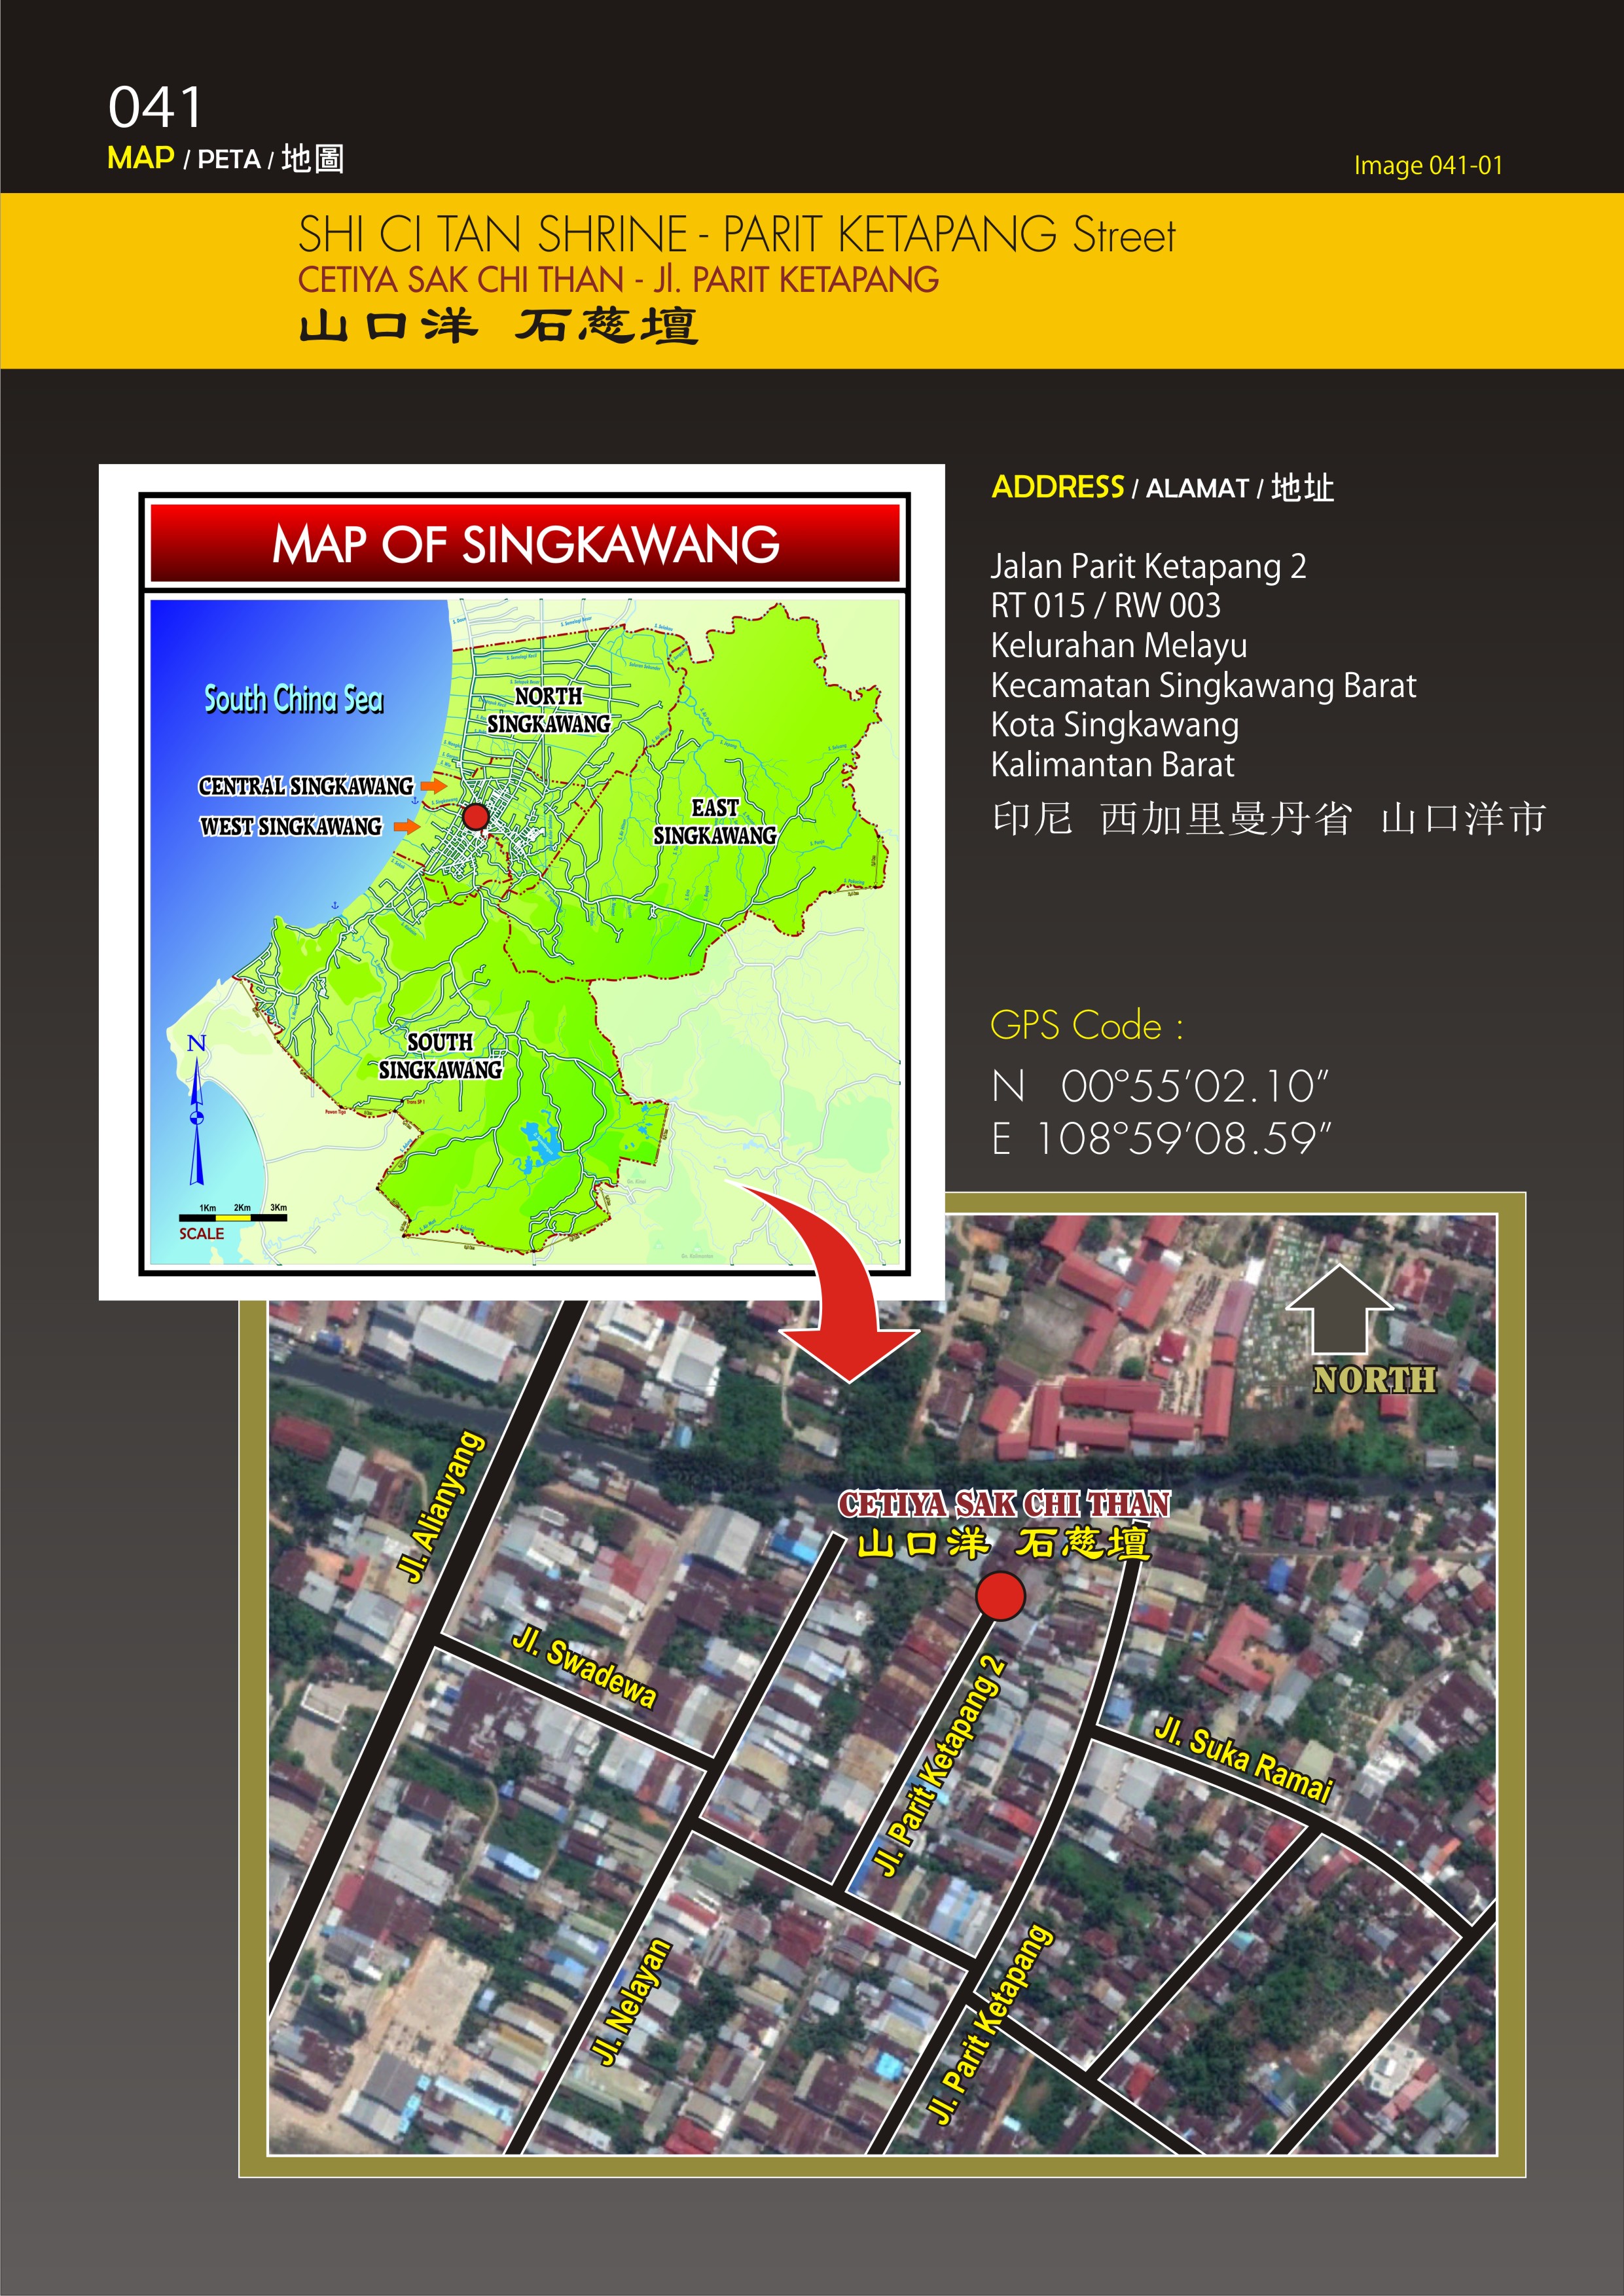 041
MAP / PETA / 地圖
Image 041-01
SHI CI TAN SHRINE - PARIT KETAPANG Street
CETIYA SAK CHI THAN - Jl. PARIT KETAPANG
山口洋 石慈壇
MAP OF SINGKAWANG
South China Sea
NORTH
SINGKAWANG
CENTRAL SINGKAWANG
WEST SINGKAWANG
EAST
SINGKAWANG
SOUTH
SINGKAWANG
N
1Km 2Km 3Km
SCALE
ADDRESS / ALAMAT / 地址
Jalan Parit Ketapang 2
RT 015 / RW 003
Kelurahan Melayu
Kecamatan Singkawang Barat
Kota Singkawang
Kalimantan Barat
印尼 西加里曼丹省 山口洋市
GPS Code :
N 00°55’02.10”
E 108°59’08.59”
NORTH
CETIYA SAK CHI THAN
山口洋 石慈壇
Jl. Alianyang
Jl. Swadewa
Jl. Parit Ketapang 2
Jl. Suka Ramai
Jl. Nelayan
Jl. Parit Ketapang